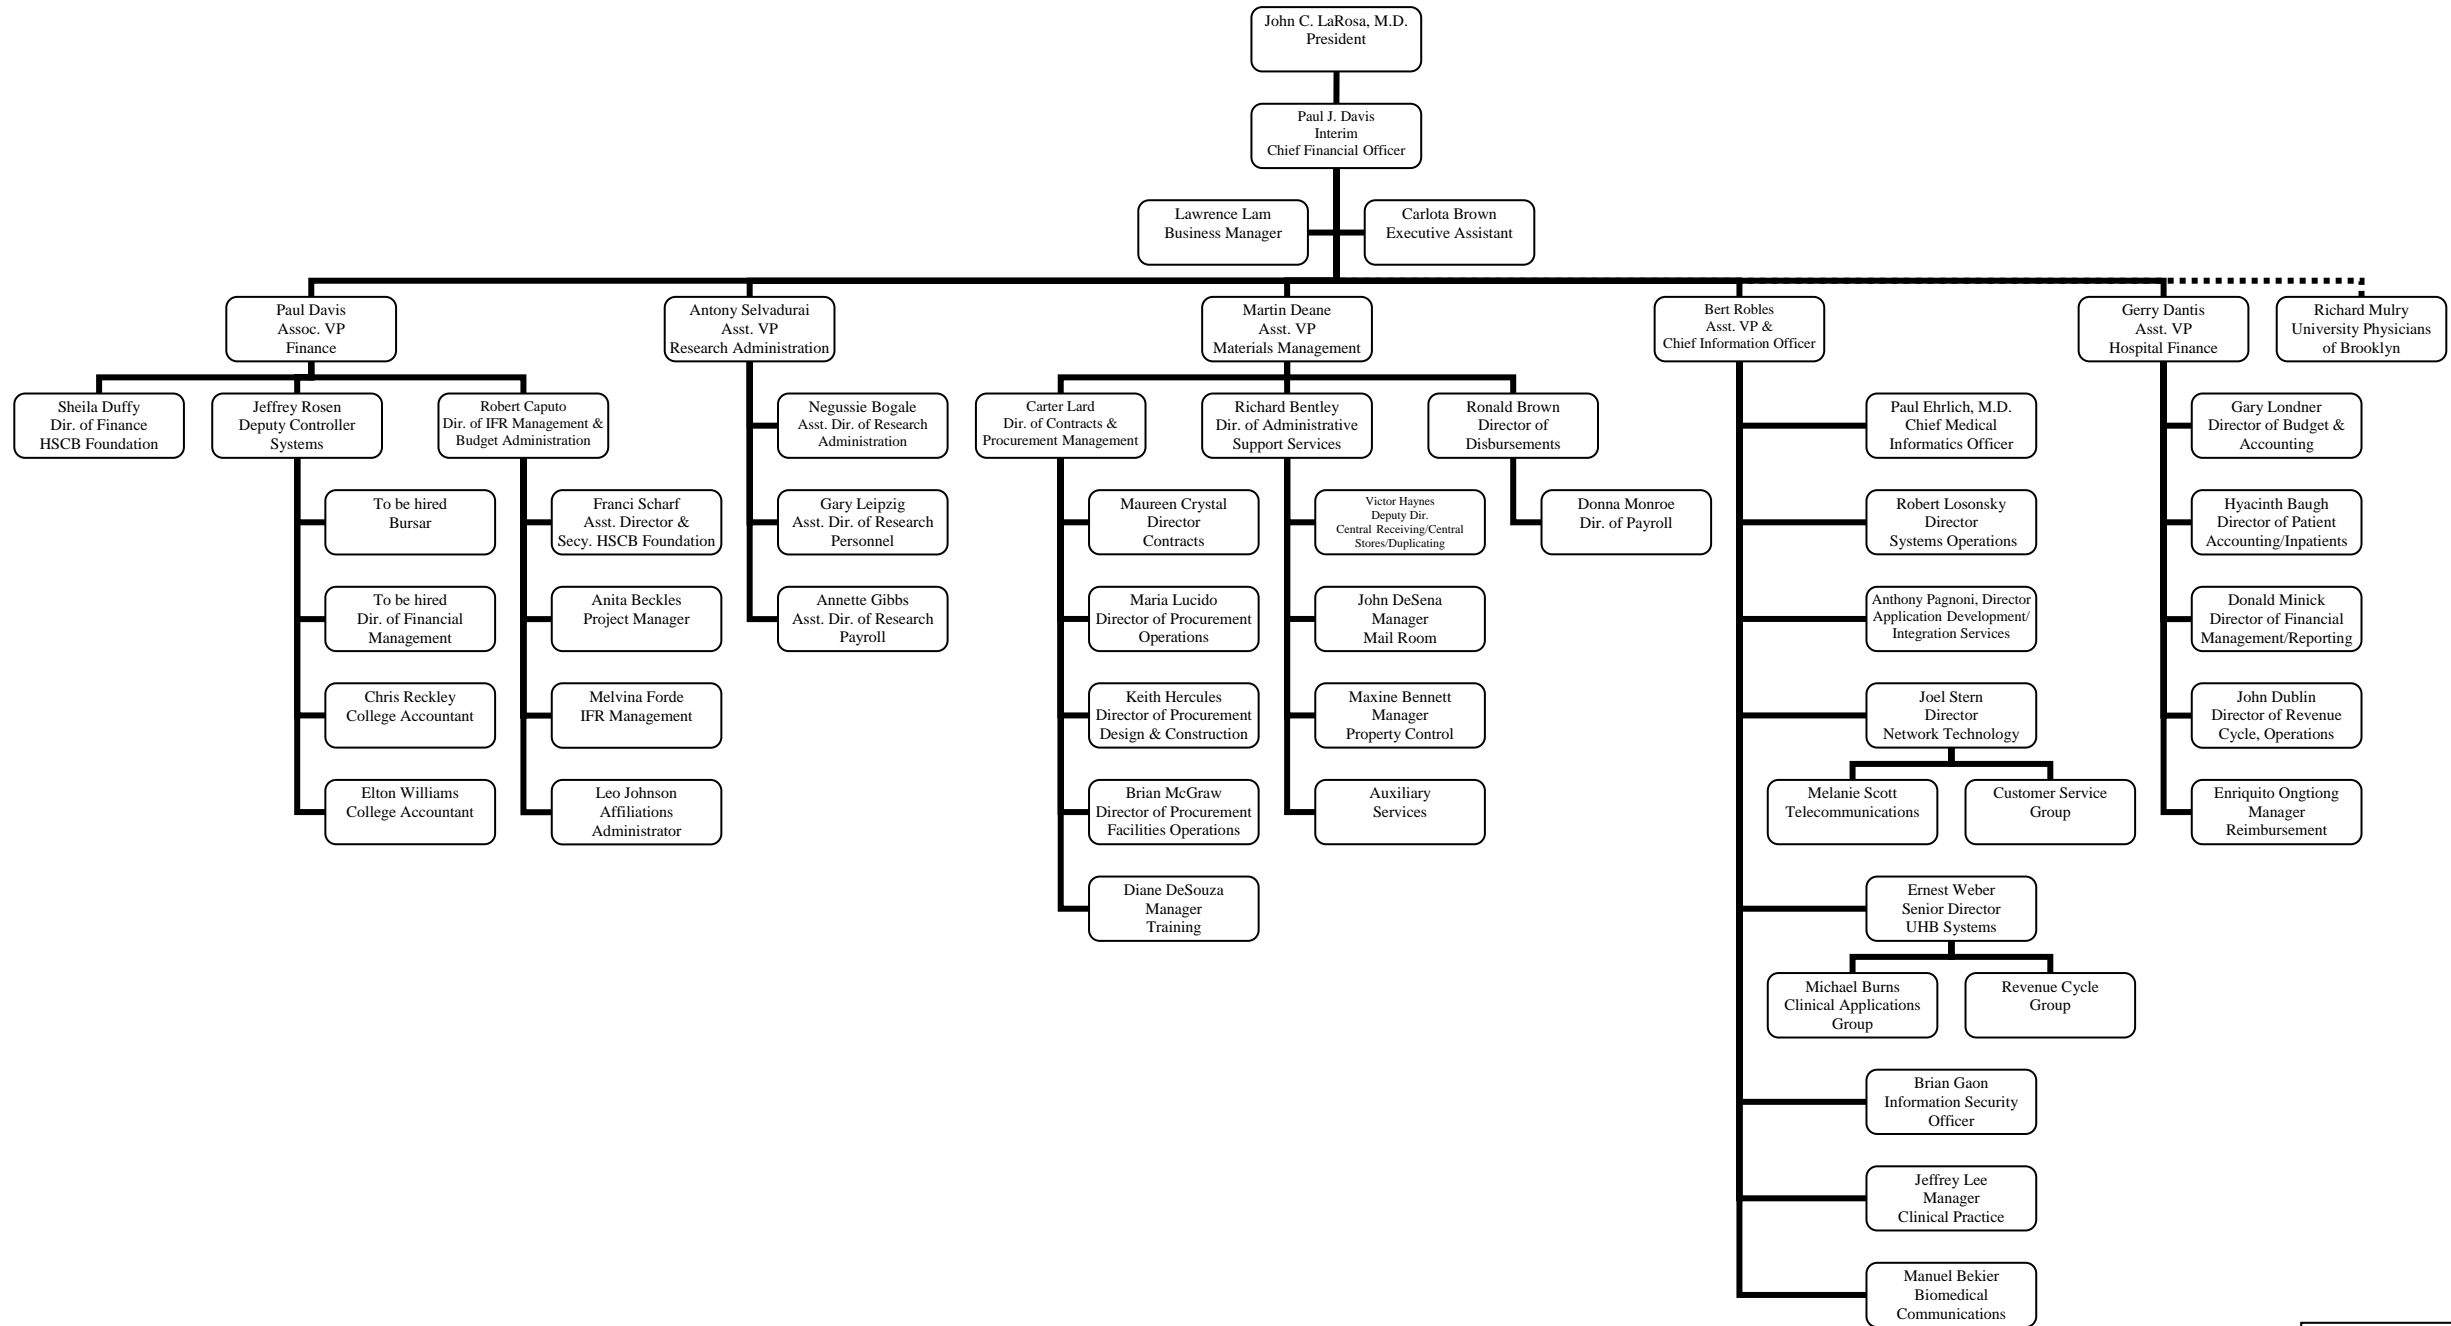 John C. LaRosa, M.D.
President
Paul J. Davis
Interim
Chief Financial Officer
Lawrence Lam
Business Manager
Carlota Brown
Executive Assistant
Paul Davis
Assoc. VP
Finance
Antony Selvadurai
Asst. VP
Research Administration
Martin Deane
Asst. VP
Materials Management
Bert Robles
Asst. VP &
Chief Information Officer
Gerry Dantis
Asst. VP
Hospital Finance
Richard Mulry
University Physicians
of Brooklyn
Sheila Duffy
Dir. of Finance
HSCB Foundation
Jeffrey Rosen
Deputy Controller
Systems
Robert Caputo
Dir. of IFR Management &
Budget Administration
Negussie Bogale
Asst. Dir. of Research
Administration
Carter Lard
Dir. of Contracts &
Procurement Management
Richard Bentley
Dir. of Administrative
Support Services
Ronald Brown
Director of
Disbursements
Paul Ehrlich, M.D.
Chief Medical
Informatics Officer
Gary Londner
Director of Budget &
Accounting
To be hired
Bursar
Franci Scharf
Asst. Director &
Secy. HSCB Foundation
Gary Leipzig
Asst. Dir. of Research
Personnel
Maureen Crystal
Director
Contracts
Victor Haynes
Deputy Dir.
Central Receiving/Central
Stores/Duplicating
Donna Monroe
Dir. of Payroll
Robert Losonsky
Director
Systems Operations
Hyacinth Baugh
Director of Patient
Accounting/Inpatients
To be hired
Dir. of Financial
Management
Anita Beckles
Project Manager
Annette Gibbs
Asst. Dir. of Research
Payroll
Maria Lucido
Director of Procurement
Operations
John DeSena
Manager
Mail Room
Anthony Pagnoni, Director
Application Development/
Integration Services
Donald Minick
Director of Financial
Management/Reporting
Chris Reckley
College Accountant
Melvina Forde
IFR Management
Keith Hercules
Director of Procurement
Design & Construction
Maxine Bennett
Manager
Property Control
Joel Stern
Director
Network Technology
John Dublin
Director of Revenue
Cycle, Operations
Elton Williams
College Accountant
Leo Johnson
Affiliations
Administrator
Brian McGraw
Director of Procurement
Facilities Operations
Auxiliary
Services
Melanie Scott
Telecommunications
Customer Service
Group
Enriquito Ongtiong
Manager
Reimbursement
Diane DeSouza
Manager
Training
Ernest Weber
Senior Director
UHB Systems
Michael Burns
Clinical Applications
Group
Revenue Cycle
Group
Brian Gaon
Information Security
Officer
Jeffrey Lee
Manager
Clinical Practice
Manuel Bekier
Biomedical
Communications